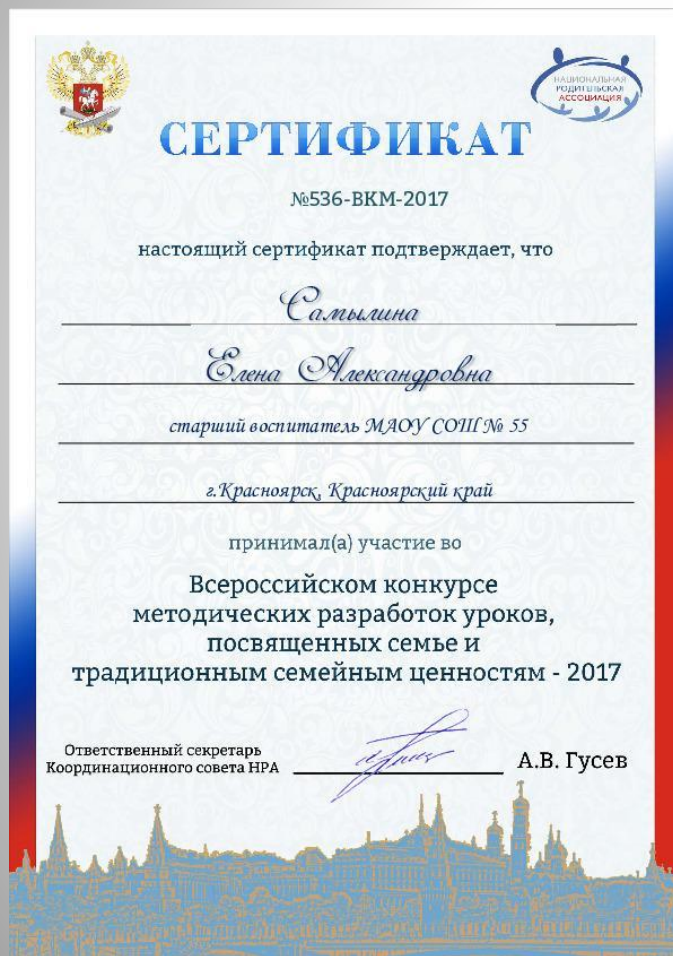 НАЦИОНАЛЬНАЯ
РОДИТЕЛЬСКАЯ
АССОЦИАЦИЯ
СЕРТИФИКАТ
№536-ВКМ-2017
настоящий сертификат подтверждает, что
Самылина
Елена Александровна
старший воспитатель МАОУ СОШ № 55
г.Красноярск, Красноярский край
принимал(а) участие во
Всероссийском конкурсе
методических разработок уроков,
посвященных семье и
традиционным семейным ценностям - 2017
Ответственный секретарь
Координационного совета НРА
А.В. Гусев